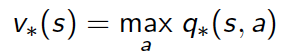 v∗(s) = max q∗(s, a)
a